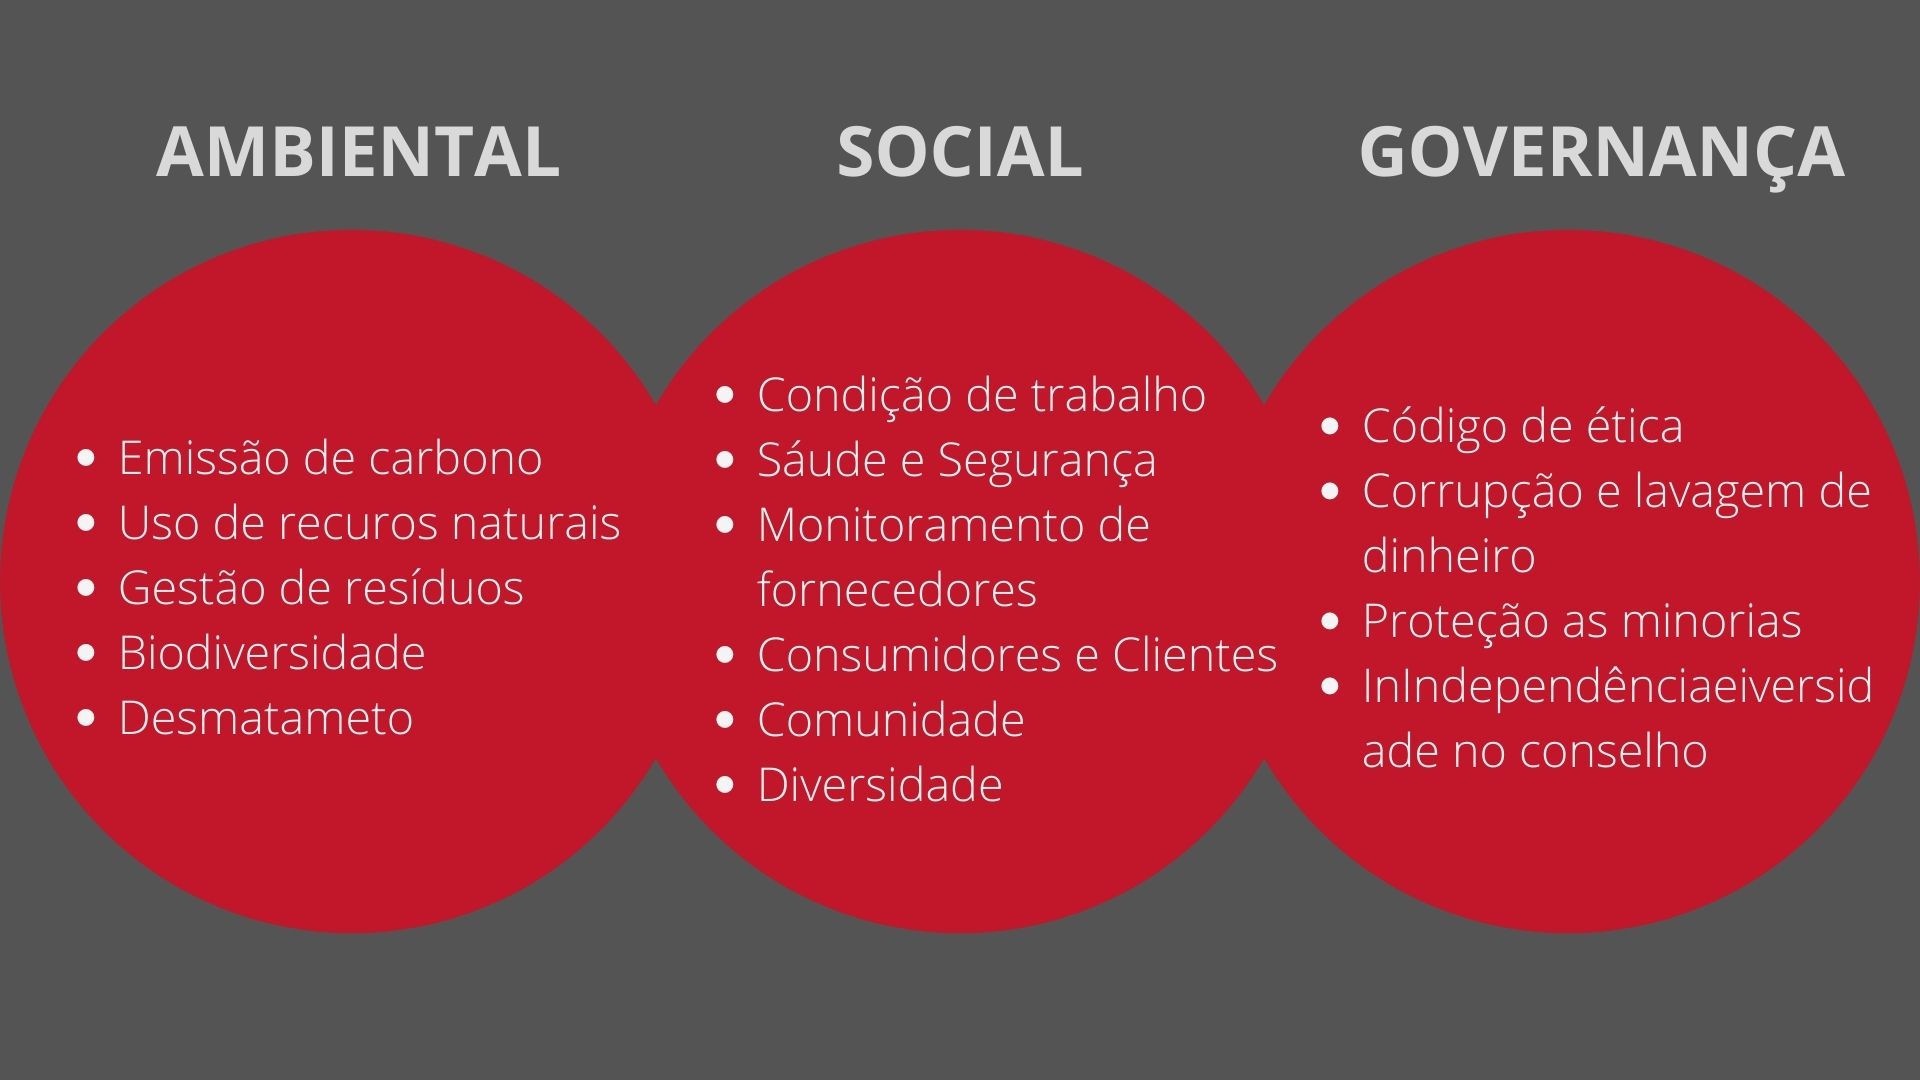 AMBIENTAL
• Emissão de carbono
• Uso de recuros naturais
• Gestão de resíduos
• Biodiversidade
• Desmatameto
SOCIAL
• Condição de trabalho
• Sáude e Segurança
• Monitoramento de
fornecedores
• Consumidores e Clientes
• Comunidade
• Diversidade
GOVERNANÇA
• Código de ética
• Corrupção e lavagem de
dinheiro
• Proteção as minorias
• InIndependênciaeiversid
ade no conselho